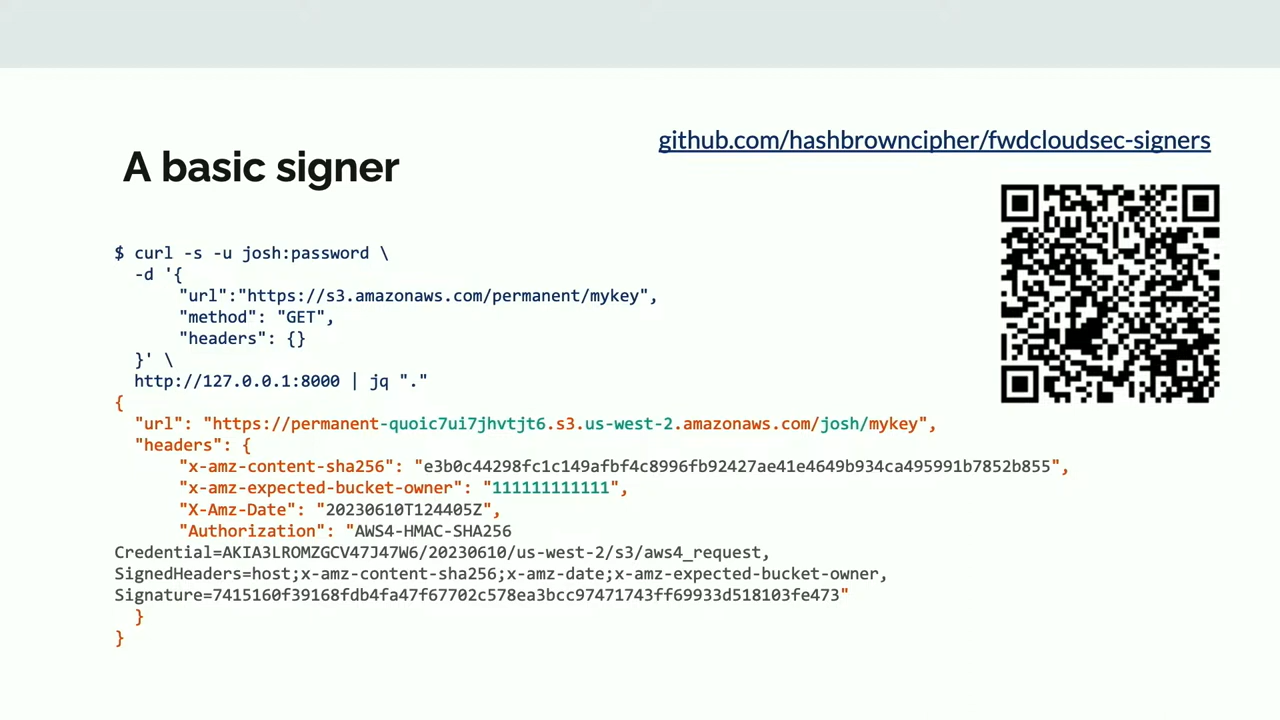 github.com/hashbrowncipher/fwdcloudsec-signers
A basic signer
$ curl -s -u josh:password \
-d '{
"url":"https://s3.amazonaws.com/permanent/mykey",
"method": "GET",
"headers": {}
}' \
http://127.0.0.1:8000 | jq "."
{
"url": "https://permanent-quoic7ui7jhvtjt6.s3.us-west-2.amazonaws.com/josh/mykey",
"headers": {
"x-amz-content-sha256": "e3b0c44298fc1c149afbf4c8996fb92427ae41e4649b934ca495991b7852b855",
"x-amz-expected-bucket-owner": "111111111111",
"X-Amz-Date": "20230610T124405Z",
"Authorization": "AWS4-HMAC-SHA256
Credential=AKIA3LROMZGCV47J47W6/20230610/us-west-2/s3/aws4_request,
SignedHeaders=host;x-amz-content-sha256;x-amz-date;x-amz-expected-bucket-owner,
Signature=7415160f39168fdb4fa47f67702c578ea3bcc97471743ff69933d518103fe473"
}
}